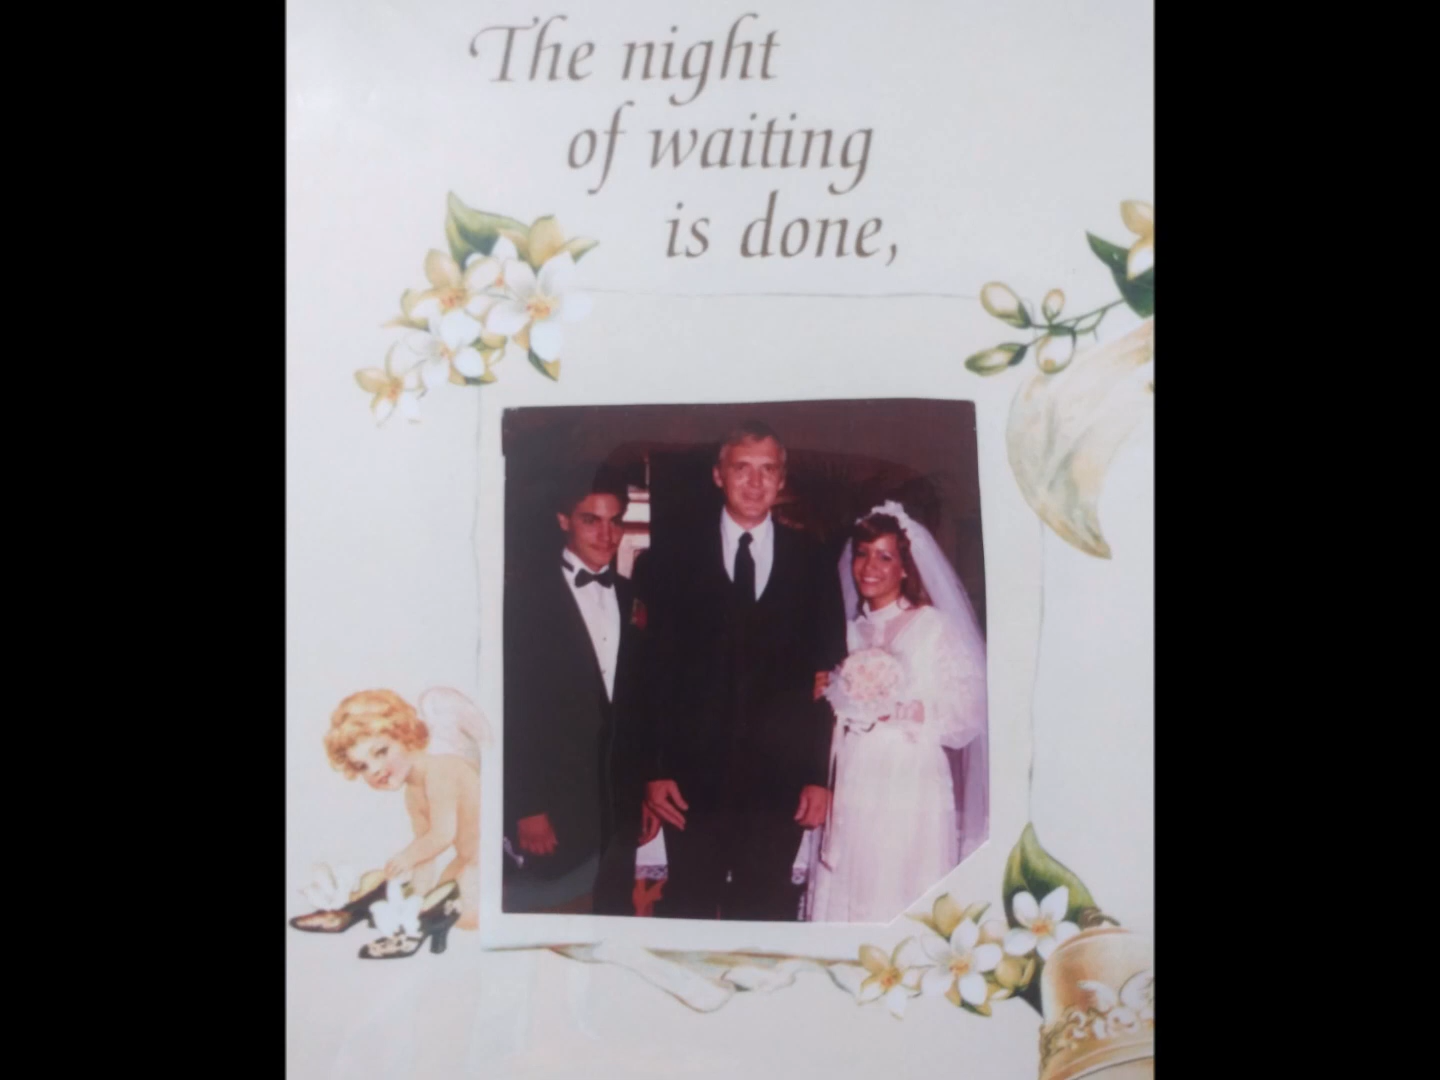 The night
of waiting
is done,